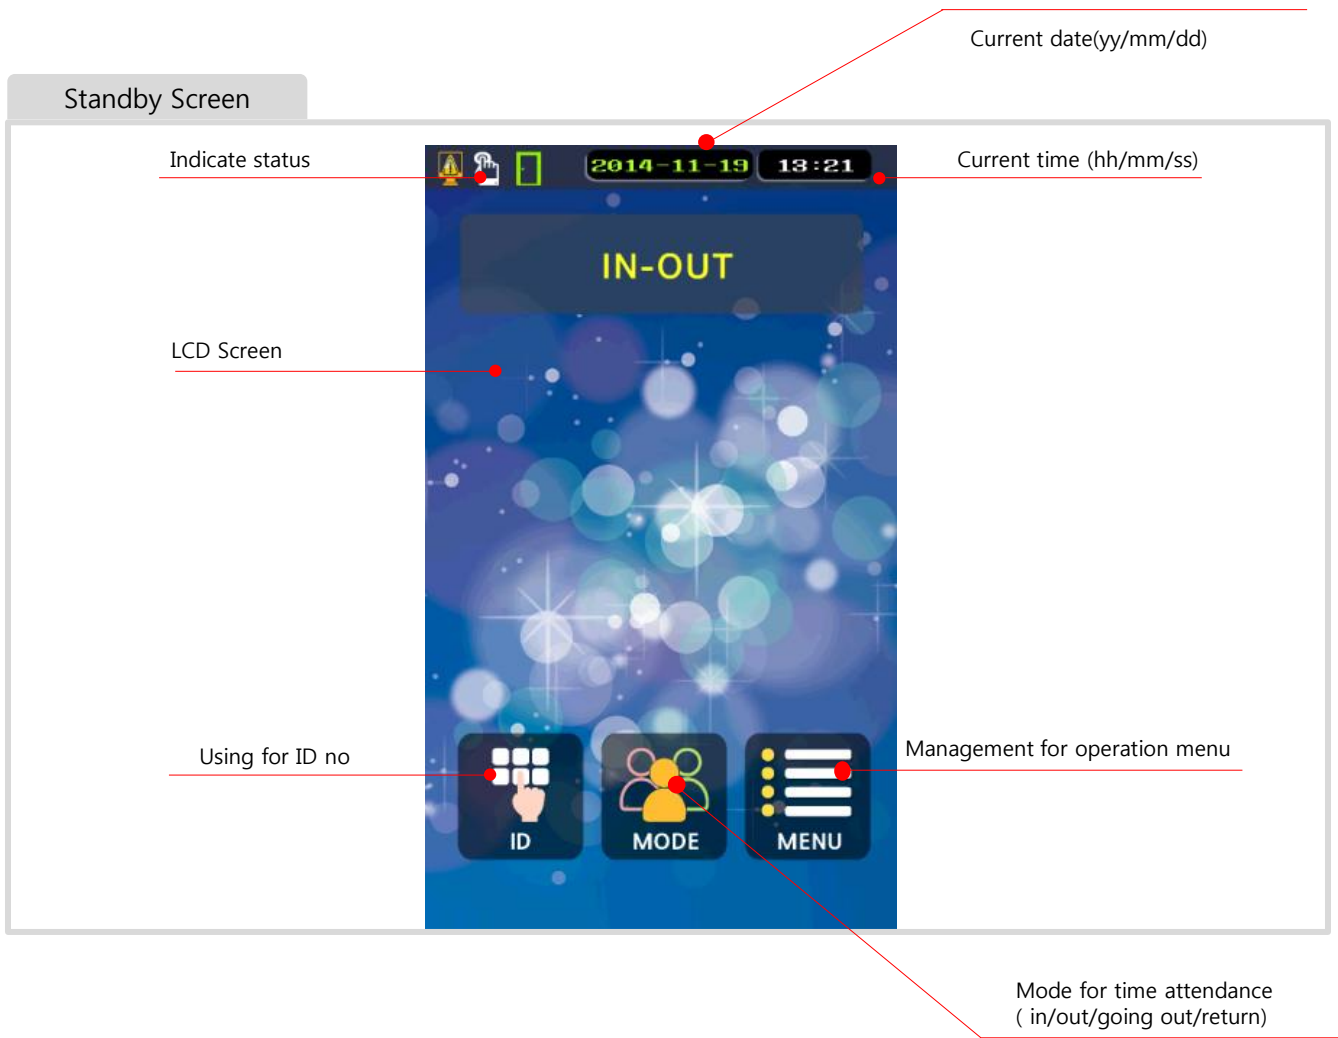 Current date(yy/mm/dd)
Standby Screen
Indicate status
2014-11-19 13:21
Current time (hh/mm/ss)
IN-OUT
LCD Screen
Using for ID no
Management for operation menu
ID MODE MENU
Mode for time attendance
( in/out/going out/return)